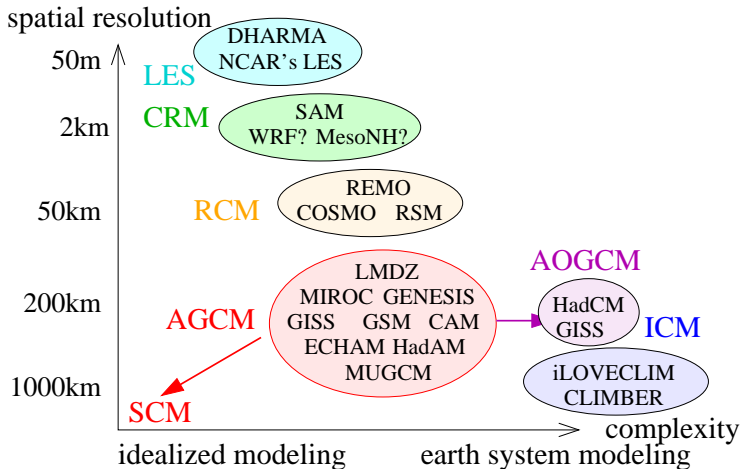 spatial resolution
DHARMA
NCAR's LES
50m
LES
CRM
SAM
WRF? MesoNH?
2km
REMO
COSMO RSM
RCM
50km
LMDZ
MIROC GENESIS
GISS GSM CAM
ECHAM HadAM
MUGCM
AOGCM
HadCM
GISS
ICM
200km
AGCM
iLOVECLIM
CLIMBER
1000km
SCM
complexity
idealized modeling earth system modeling